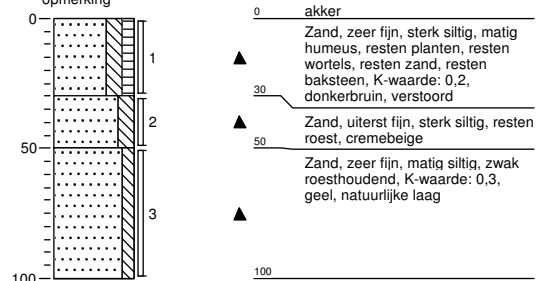 opmerking
0
0
akker
Zand, zeer fijn, sterk siltig, matig
humeus, resten planten, resten
wortels, resten zand, resten
baksteen, K-waarde: 0,2,
donkerbruin, verstoord
1
30
Zand, uiterst fijn, sterk siltig, resten
roest, cremebeige
2
50
50
Zand, zeer fijn, matig siltig, zwak
roesthoudend, K-waarde: 0,3,
geel, natuurlijke laag
3
100
100